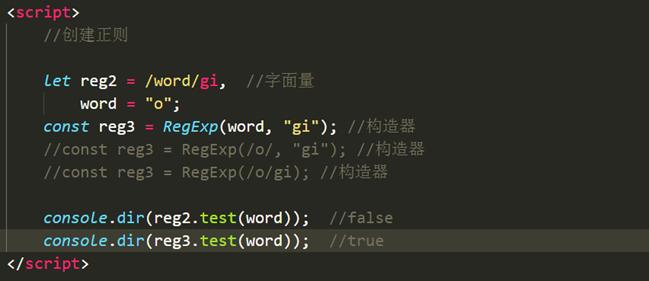 <script>
//创建正则
let reg2 = /word/gi,  //字面量
word = "o";
const reg3 = RegExp(word, "gi"); //构造器
//const reg3 = RegExp(/o/, "gi"); //构造器
//const reg3 = RegExp(/o/gi); //构造器
console.dir(reg2.test(word));  //false
console.dir(reg3.test(word));  //true
</script>